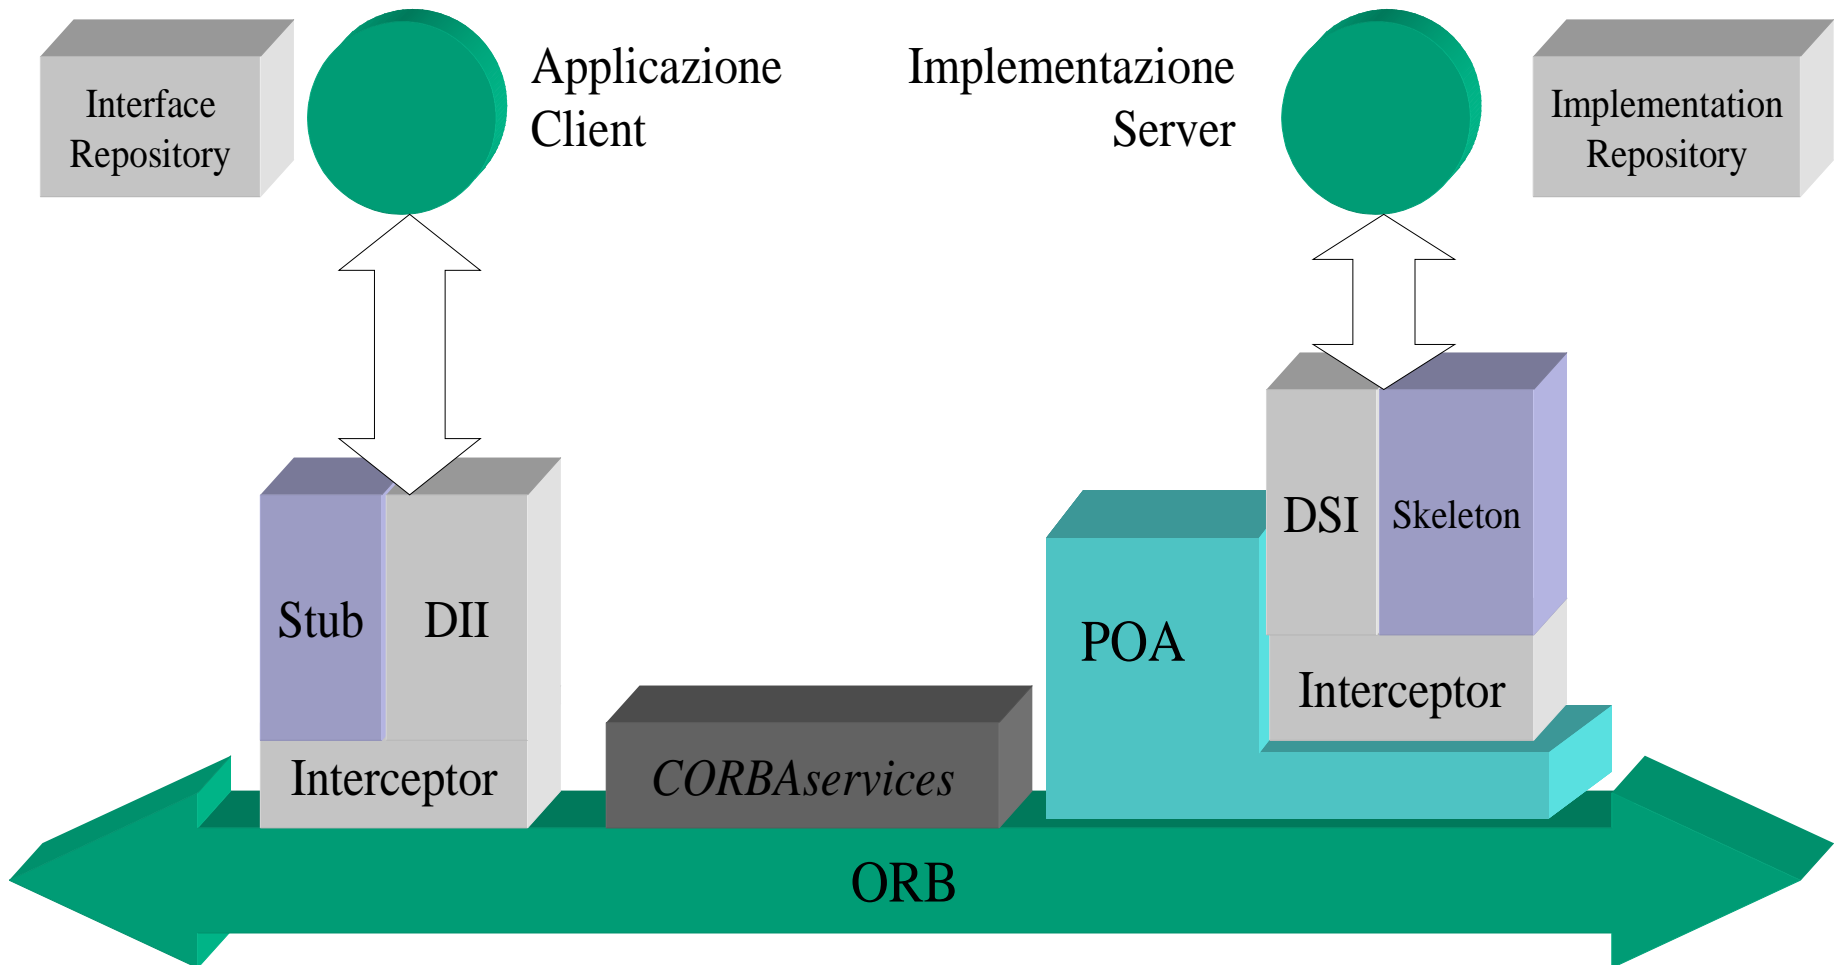 Interface
Repository
Applicazione
Client
Implementazione
Server
Implementation
Repository
Stub
DII
Interceptor
CORBAservices
POA
DSI
Skeleton
Interceptor
ORB